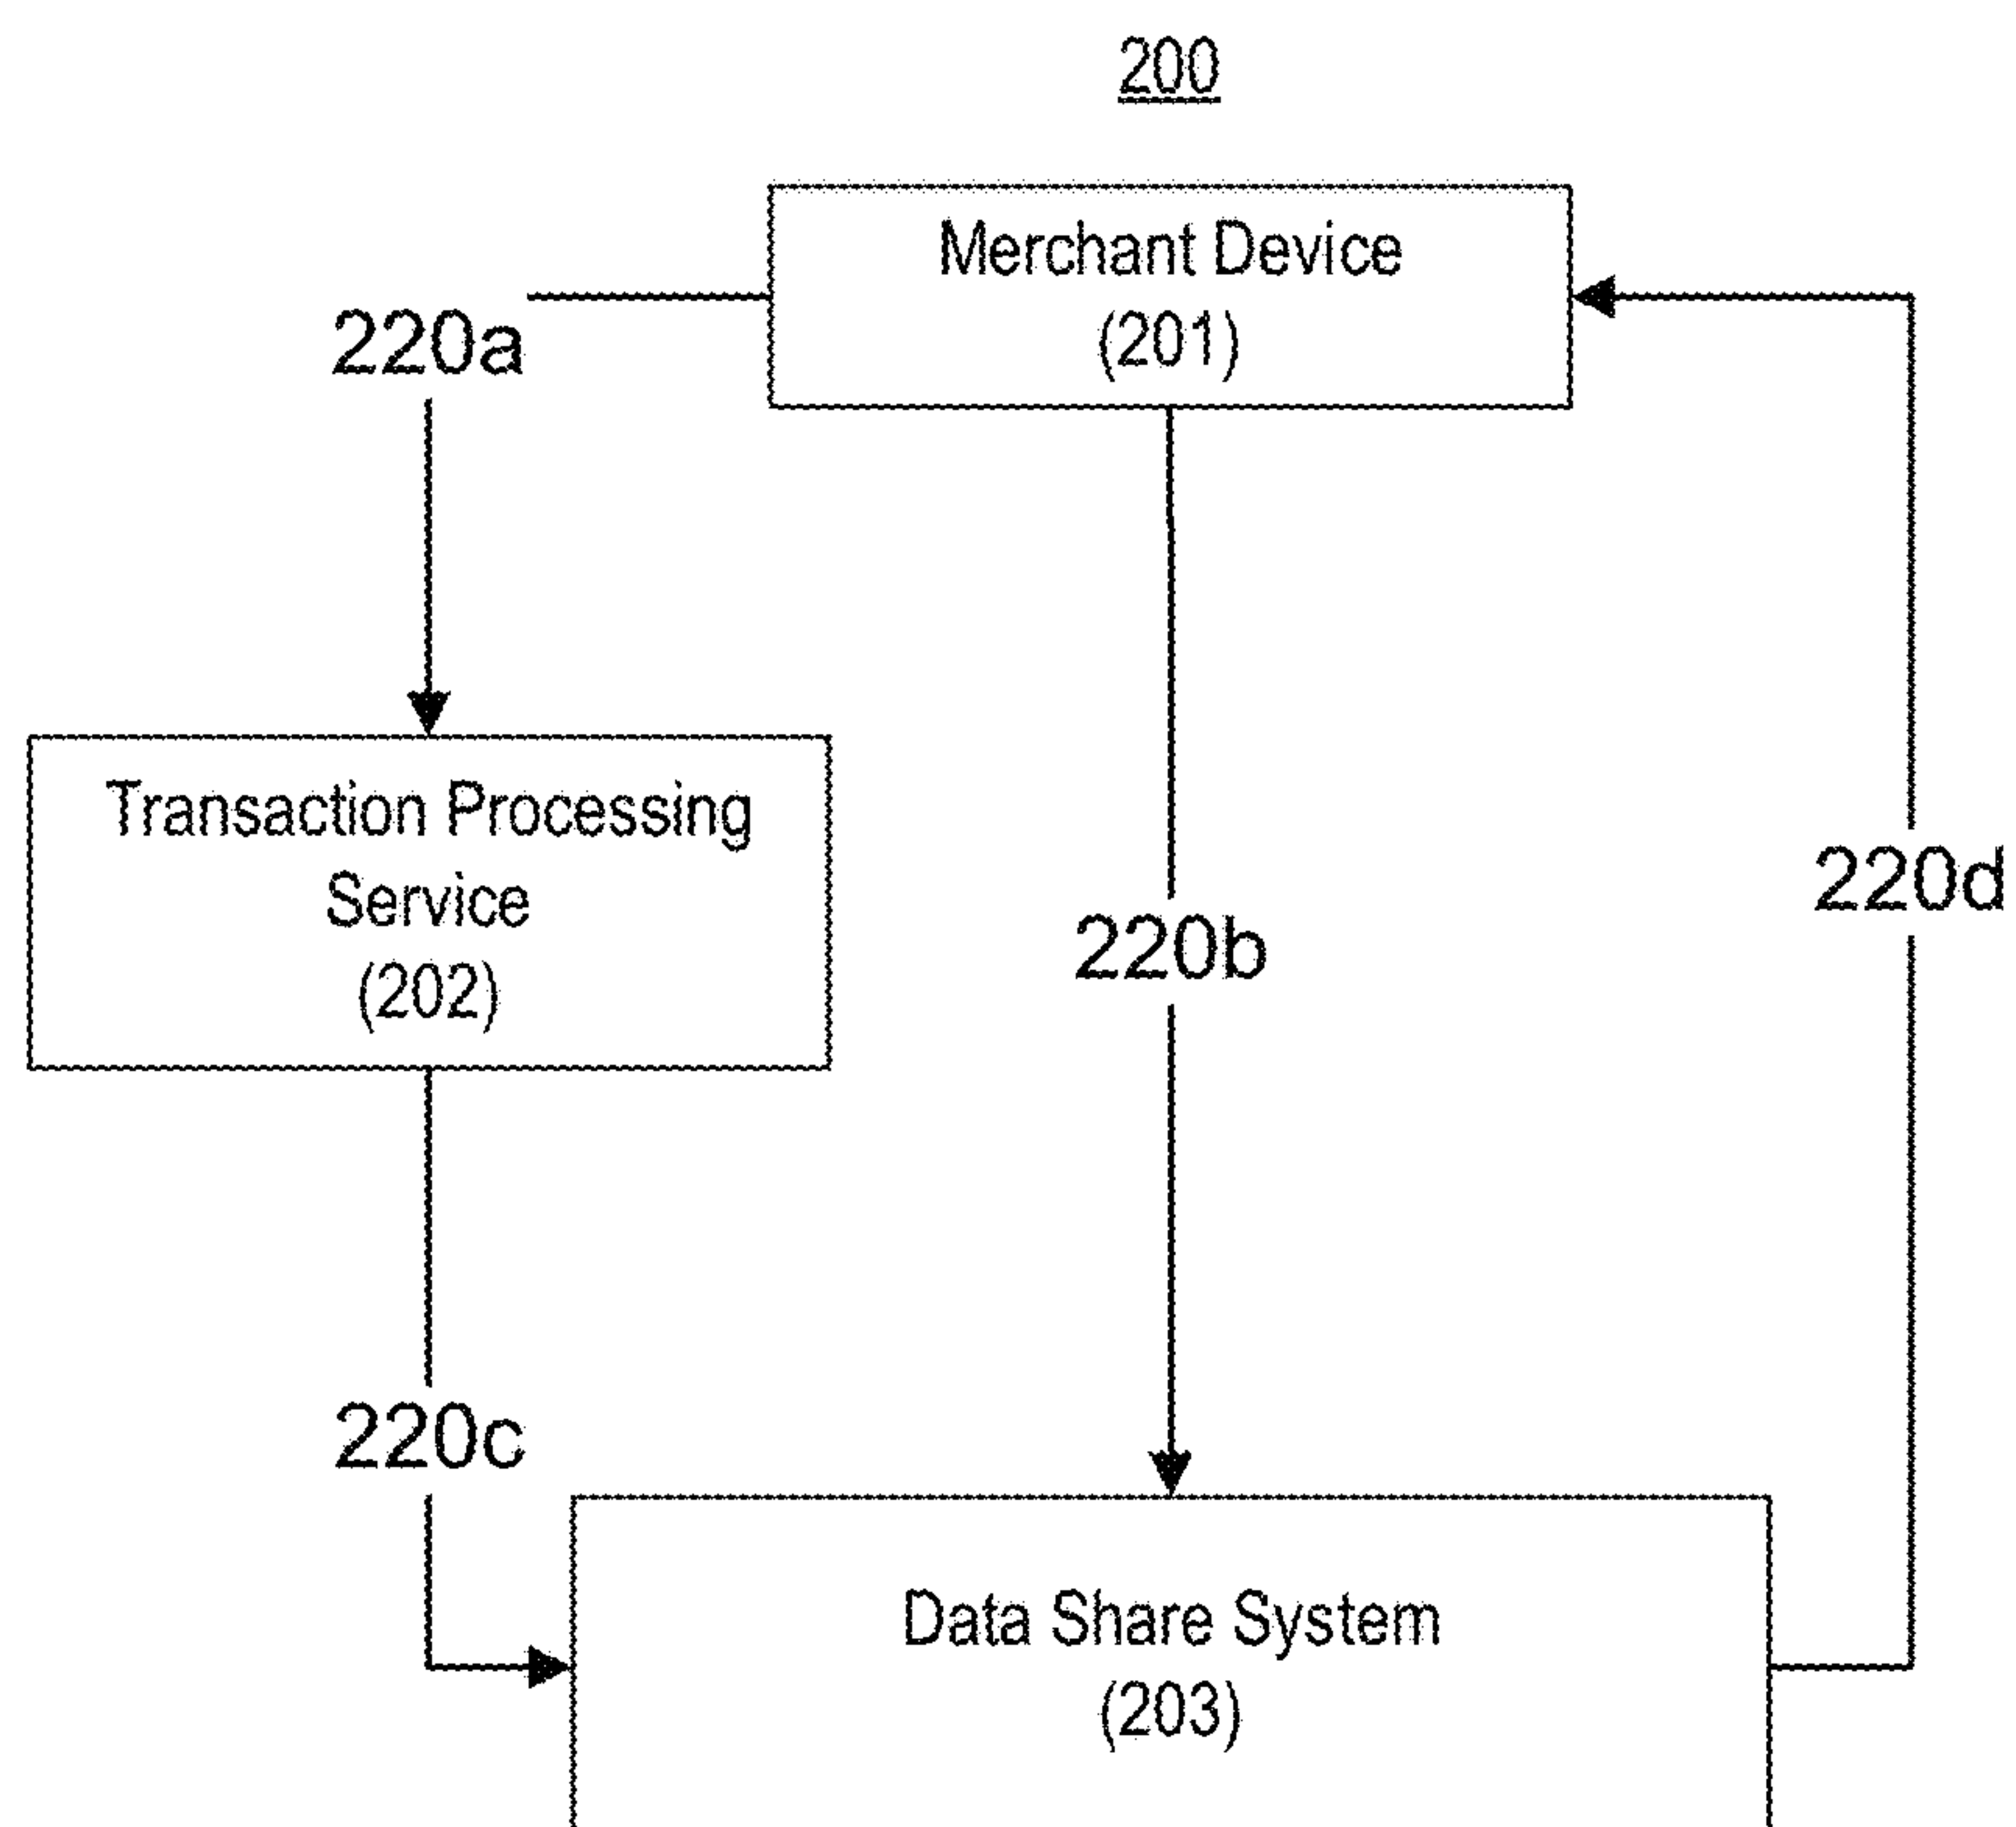 200
Merchant Device
(201)
220a
Transaction Processing
Service
(202)
220b
220d
220c
Data Share System
(203)